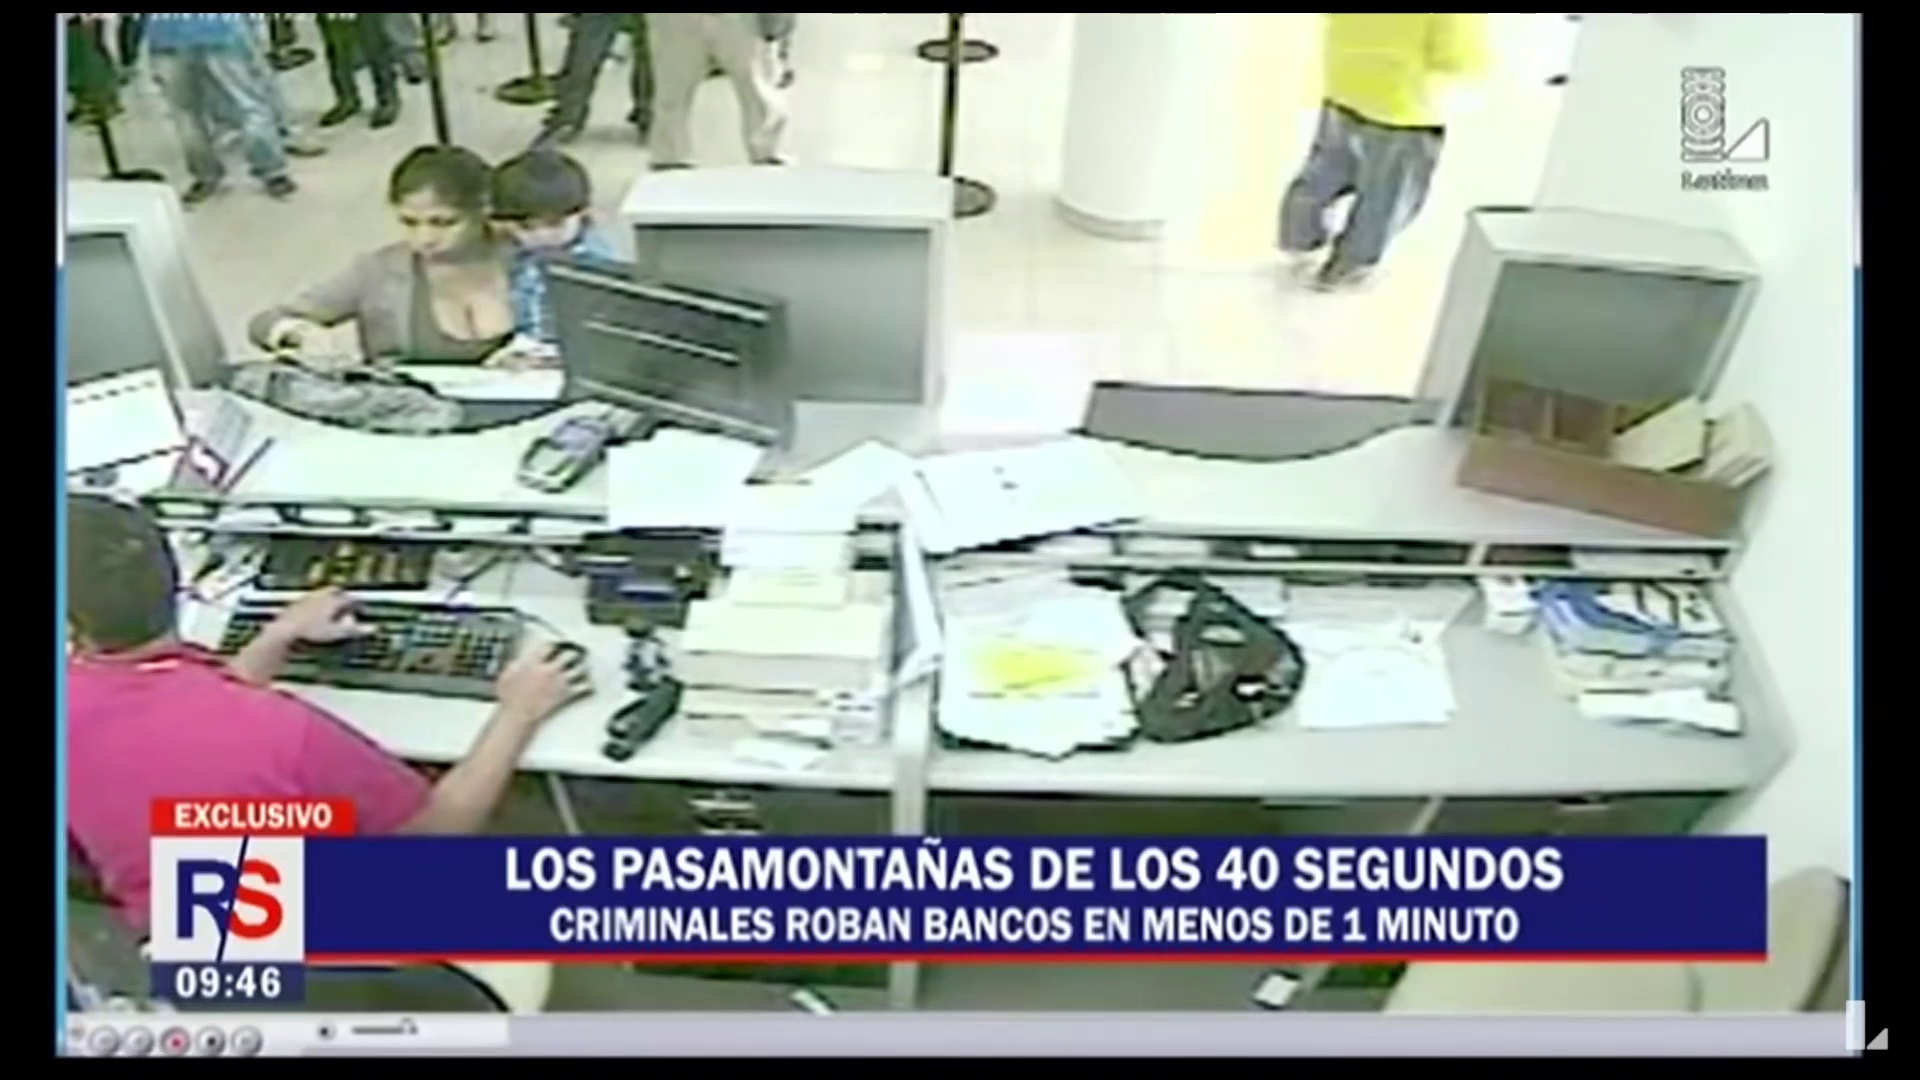 Latina
EXCLUSIVO
RS
LOS PASAMONTAÑAS DE LOS 40 SEGUNDOS
CRIMINALES ROBAN BANCOS EN MENOS DE 1 MINUTO
09:46